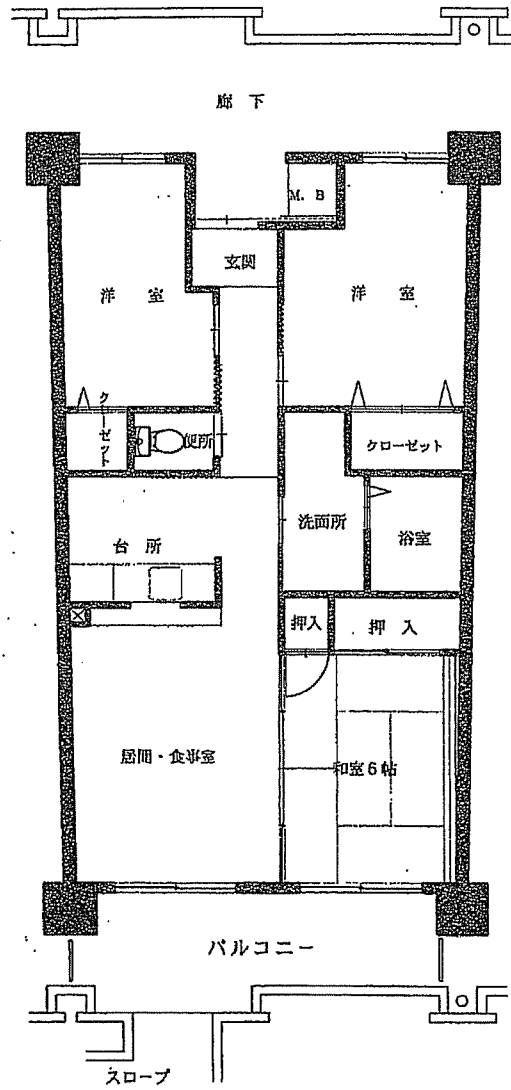 廊下
M. B
玄関
洋室
洋室
クローゼット
便所
クローゼット
洗面所
浴室
台所
押入
押入
居間・食事室
和室6帖
バルコニー
スロープ